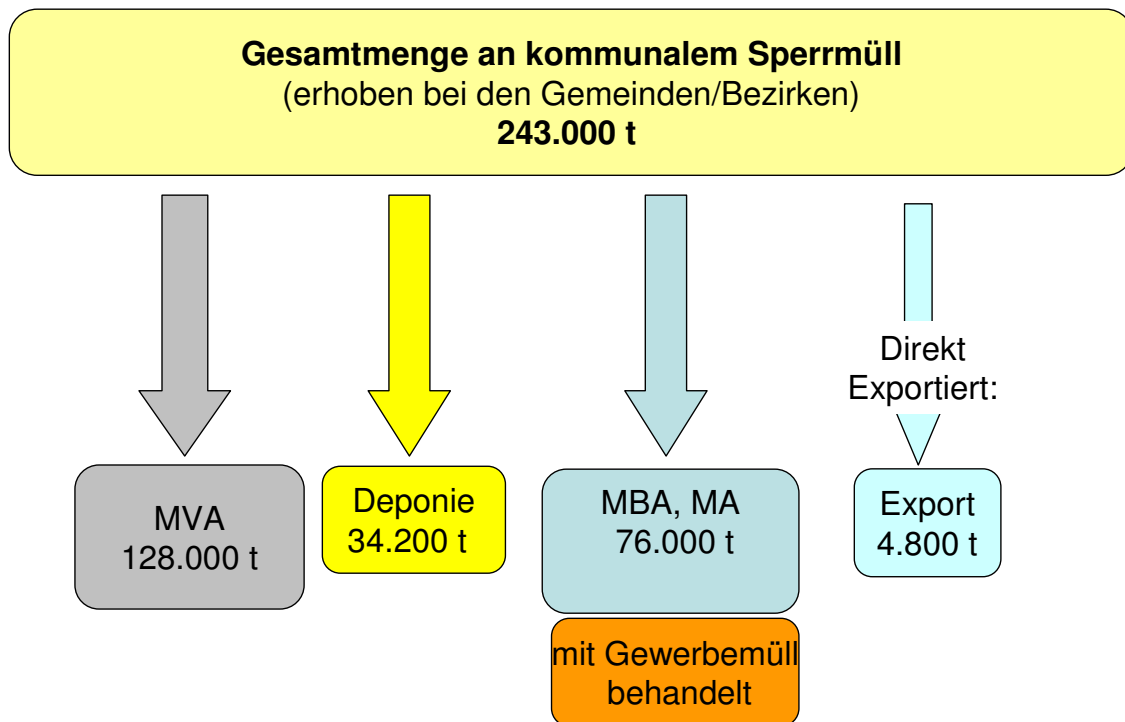 Gesamtmenge an kommunalem Sperrmüll
(erhoben bei den Gemeinden/Bezirken)
243.000 t
Direkt
Exportiert:
MVA
128.000 t
Deponie
34.200 t
MBA, MA
76.000 t
Export
4.800 t
mit Gewerbemüll
behandelt